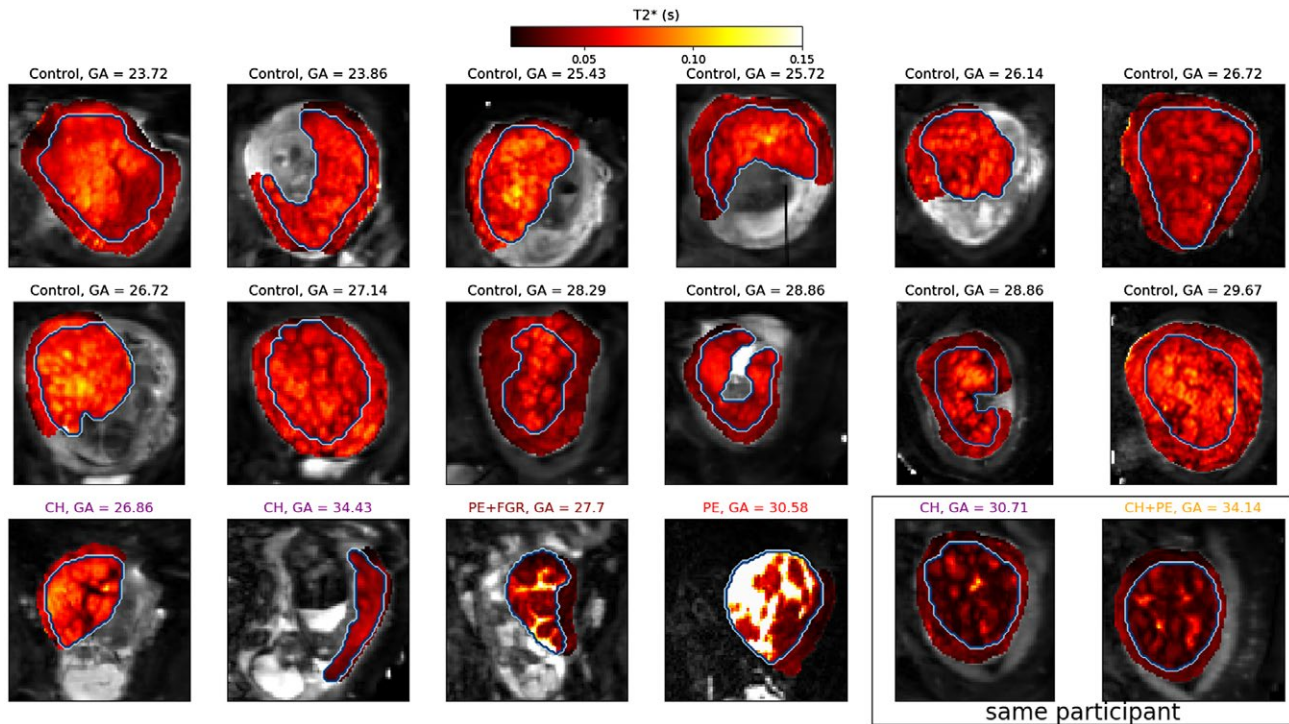 T2* (s)
0.05 0.10 0.15
Control, GA = 23.72
Control, GA = 23.86
Control, GA = 25.43
Control, GA = 25.72
Control, GA = 26.14
Control, GA = 26.72
Control, GA = 26.72
Control, GA = 27.14
Control, GA = 28.29
Control, GA = 28.86
Control, GA = 28.86
Control, GA = 29.67
CH, GA = 26.86
CH, GA = 34.43
PE+FGR, GA = 27.7
PE, GA = 30.58
CH, GA = 30.71
CH+PE, GA = 34.14
same participant